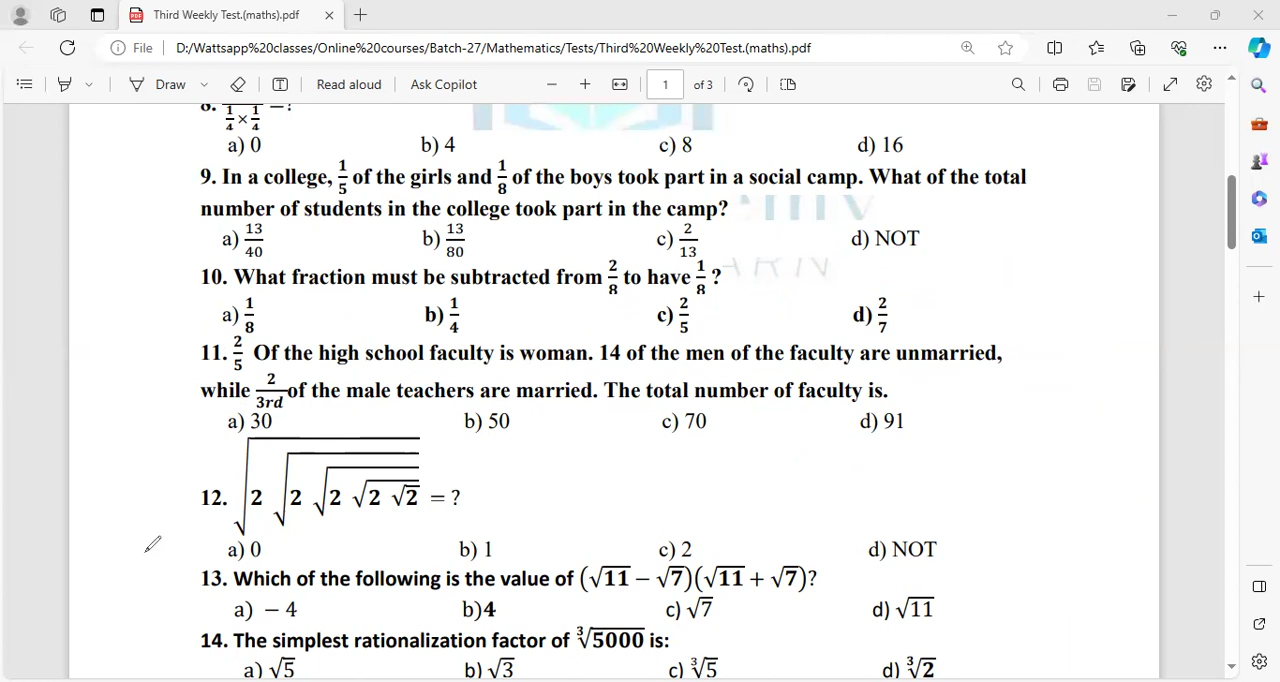 Third Weekly Test.(maths).pdf
File D:/Wattsapp%20classes/Online%20courses/Batch-27/Mathematics/Tests/Third%20Weekly%20Test.(maths).pdf
Draw Read aloud Ask Copilot 1 of 3
8. 1/4 × 1/4 = ?
a) 0 b) 4 c) 8 d) 16
9. In a college, 1/5 of the girls and 1/8 of the boys took part in a social camp. What of the total
number of students in the college took part in the camp?
a) 13/40 b) 13/80 c) 2/13 d) NOT
10. What fraction must be subtracted from 2/8 to have 1/8 ?
a) 1/8 b) 1/4 c) 2/5 d) 2/7
11. 2/5 Of the high school faculty is woman. 14 of the men of the faculty are unmarried,
while 2/3rd of the male teachers are married. The total number of faculty is.
a) 30 b) 50 c) 70 d) 91
12. √(2√(2√(2√(2√2)))) = ?
a) 0 b) 1 c) 2 d) NOT
13. Which of the following is the value of (√11 − √7)(√11 + √7)?
a) − 4 b)4 c) √7 d) √11
14. The simplest rationalization factor of ³√5000 is:
a) √5 b) √3 c) ³√5 d) ³√2